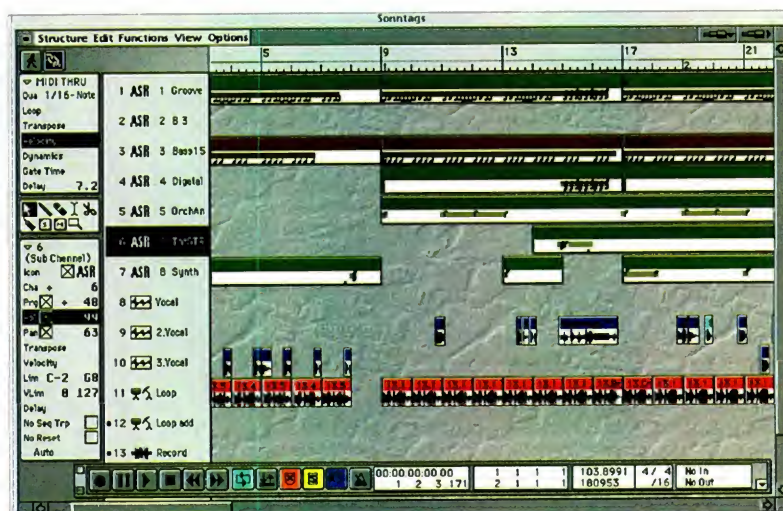 Sonntags
Structure Edit Functions View Options
5 9 13 17 21
2
MIDI THRU
Qua 1/16-Note
Loop
Transpose
Velocity
Dynamics
Gate Time
Delay 7.2
6
(Sub Channel)
Icon ASR
Cha 6
Prg 48
Pan 63
Transpose
Velocity
Lim C-2 G8
VLim 8 127
Delay
No Seq Trp
No Reset
Auto
1 ASR 1 Groove
2 ASR 2 B 3
3 ASR 3 Bass1S
4 ASR 4 Digital
5 ASR 5 OrchAn
6 ASR
7 ASR 8 Synth
8 Vocal
9 2.Vocal
10 3.Vocal
11 Loop
12 Loop add
13 Record
00:00:00:00.00
1 2 3 171
1 1 1 1
2 1 1 1
103.8991
180953
4/ 4
/16
No In
No Out